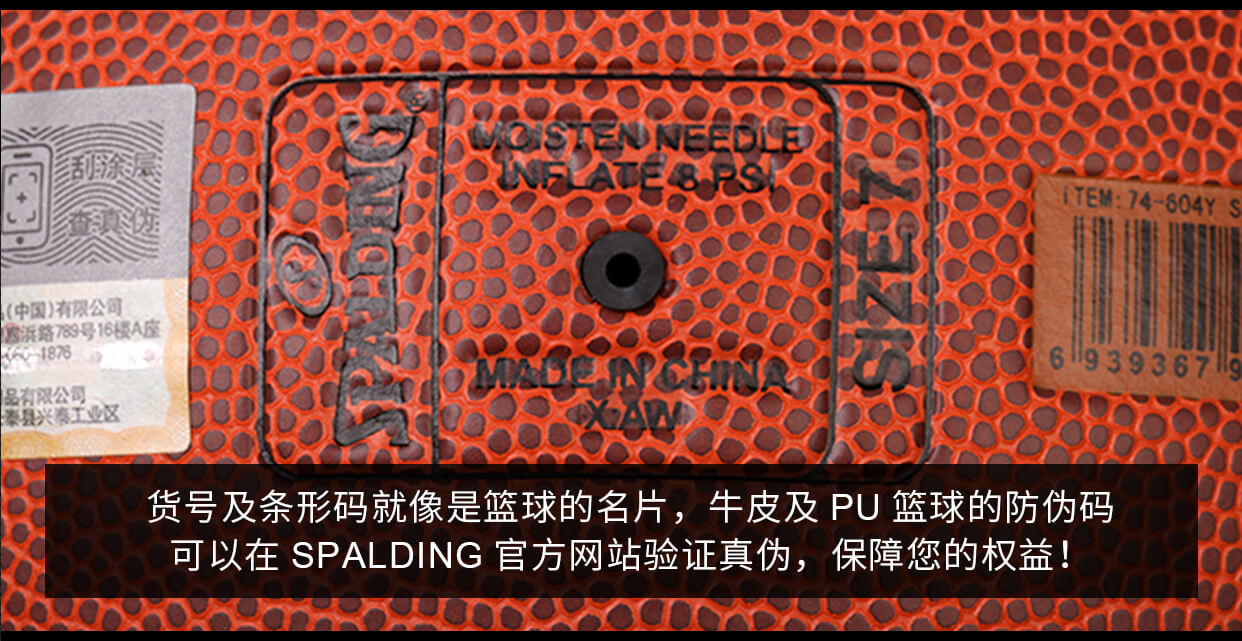 刮涂层
查真伪
(中国)有限公司
浜路789号16楼A座
1876
品有限公司
泰县兴泰工业区
SPALDING
MOISTEN NEEDLE
INFLATE 8 PSI
MADE IN CHINA
X-AW
SIZE 7
ITEM:74-604Y S
6 939367 9
货号及条形码就像是篮球的名片，牛皮及 PU 篮球的防伪码
可以在 SPALDING 官方网站验证真伪，保障您的权益！